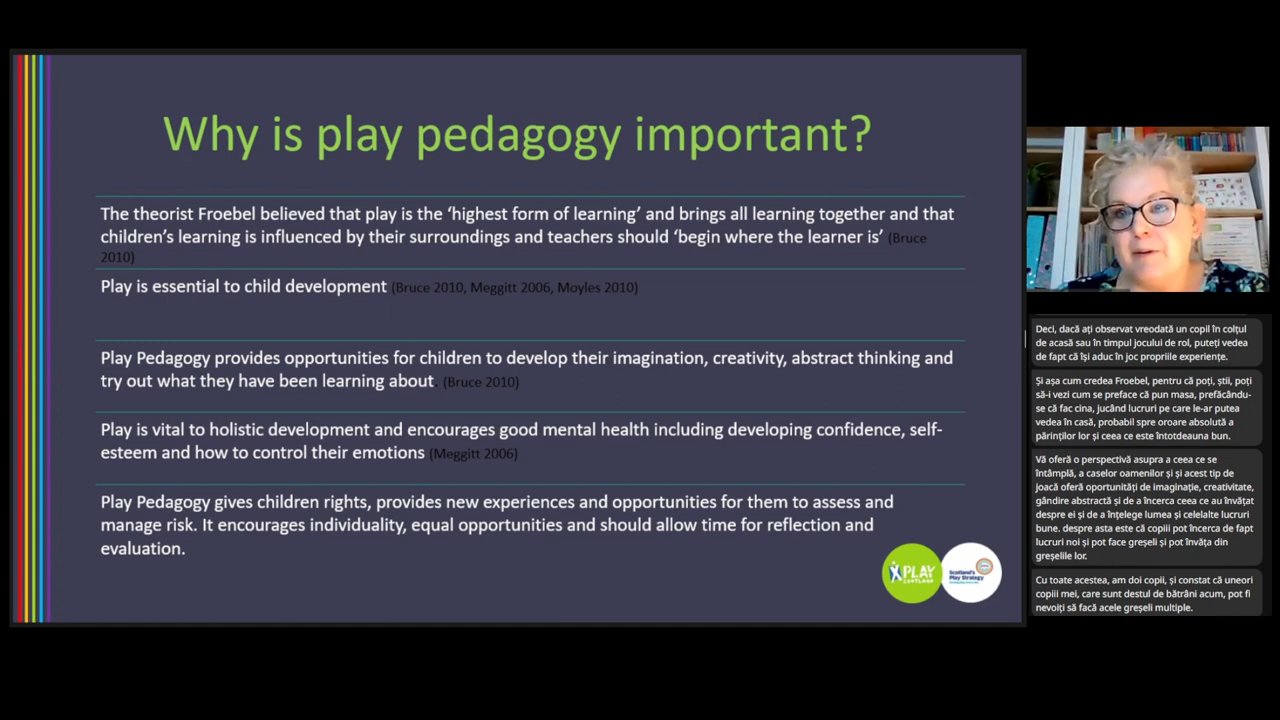 Why is play pedagogy important?
The theorist Froebel believed that play is the ‘highest form of learning’ and brings all learning together and that
children’s learning is influenced by their surroundings and teachers should ‘begin where the learner is’ (Bruce
2010)
Play is essential to child development (Bruce 2010, Meggitt 2006, Moyles 2010)
Play Pedagogy provides opportunities for children to develop their imagination, creativity, abstract thinking and
try out what they have been learning about. (Bruce 2010)
Play is vital to holistic development and encourages good mental health including developing confidence, self-
esteem and how to control their emotions (Meggitt 2006)
Play Pedagogy gives children rights, provides new experiences and opportunities for them to assess and
manage risk. It encourages individuality, equal opportunities and should allow time for reflection and
evaluation.
PLAY
SCOTLAND
Scotland's
Play Strategy
Deci, dacă ați observat vreodată un copil în colțul
de acasă sau în timpul jocului de rol, puteți vedea
de fapt că își aduc în joc propriile experiențe.
Și așa cum credea Froebel, pentru că poți, știi, poți
să-i vezi cum se preface că pun masa, prefăcându-
se că fac cina, jucând lucruri pe care le-ar putea
vedea în casă, probabil spre oroare absolută a
părinților lor și ceea ce este întotdeauna bun.
Vă oferă o perspectivă asupra a ceea ce se
întâmplă, a caselor oamenilor și și acest tip de
joacă oferă oportunități de imaginație, creativitate,
gândire abstractă și de a încerca ceea ce au învățat
despre ei și de a înțelege lumea și celelalte lucruri
bune. despre asta este că copiii pot încerca de fapt
lucruri noi și pot face greșeli și pot învăța din
greșelile lor.
Cu toate acestea, am doi copii, și constat că uneori
copiii mei, care sunt destul de bătrâni acum, pot fi
nevoiți să facă acele greșeli multiple.